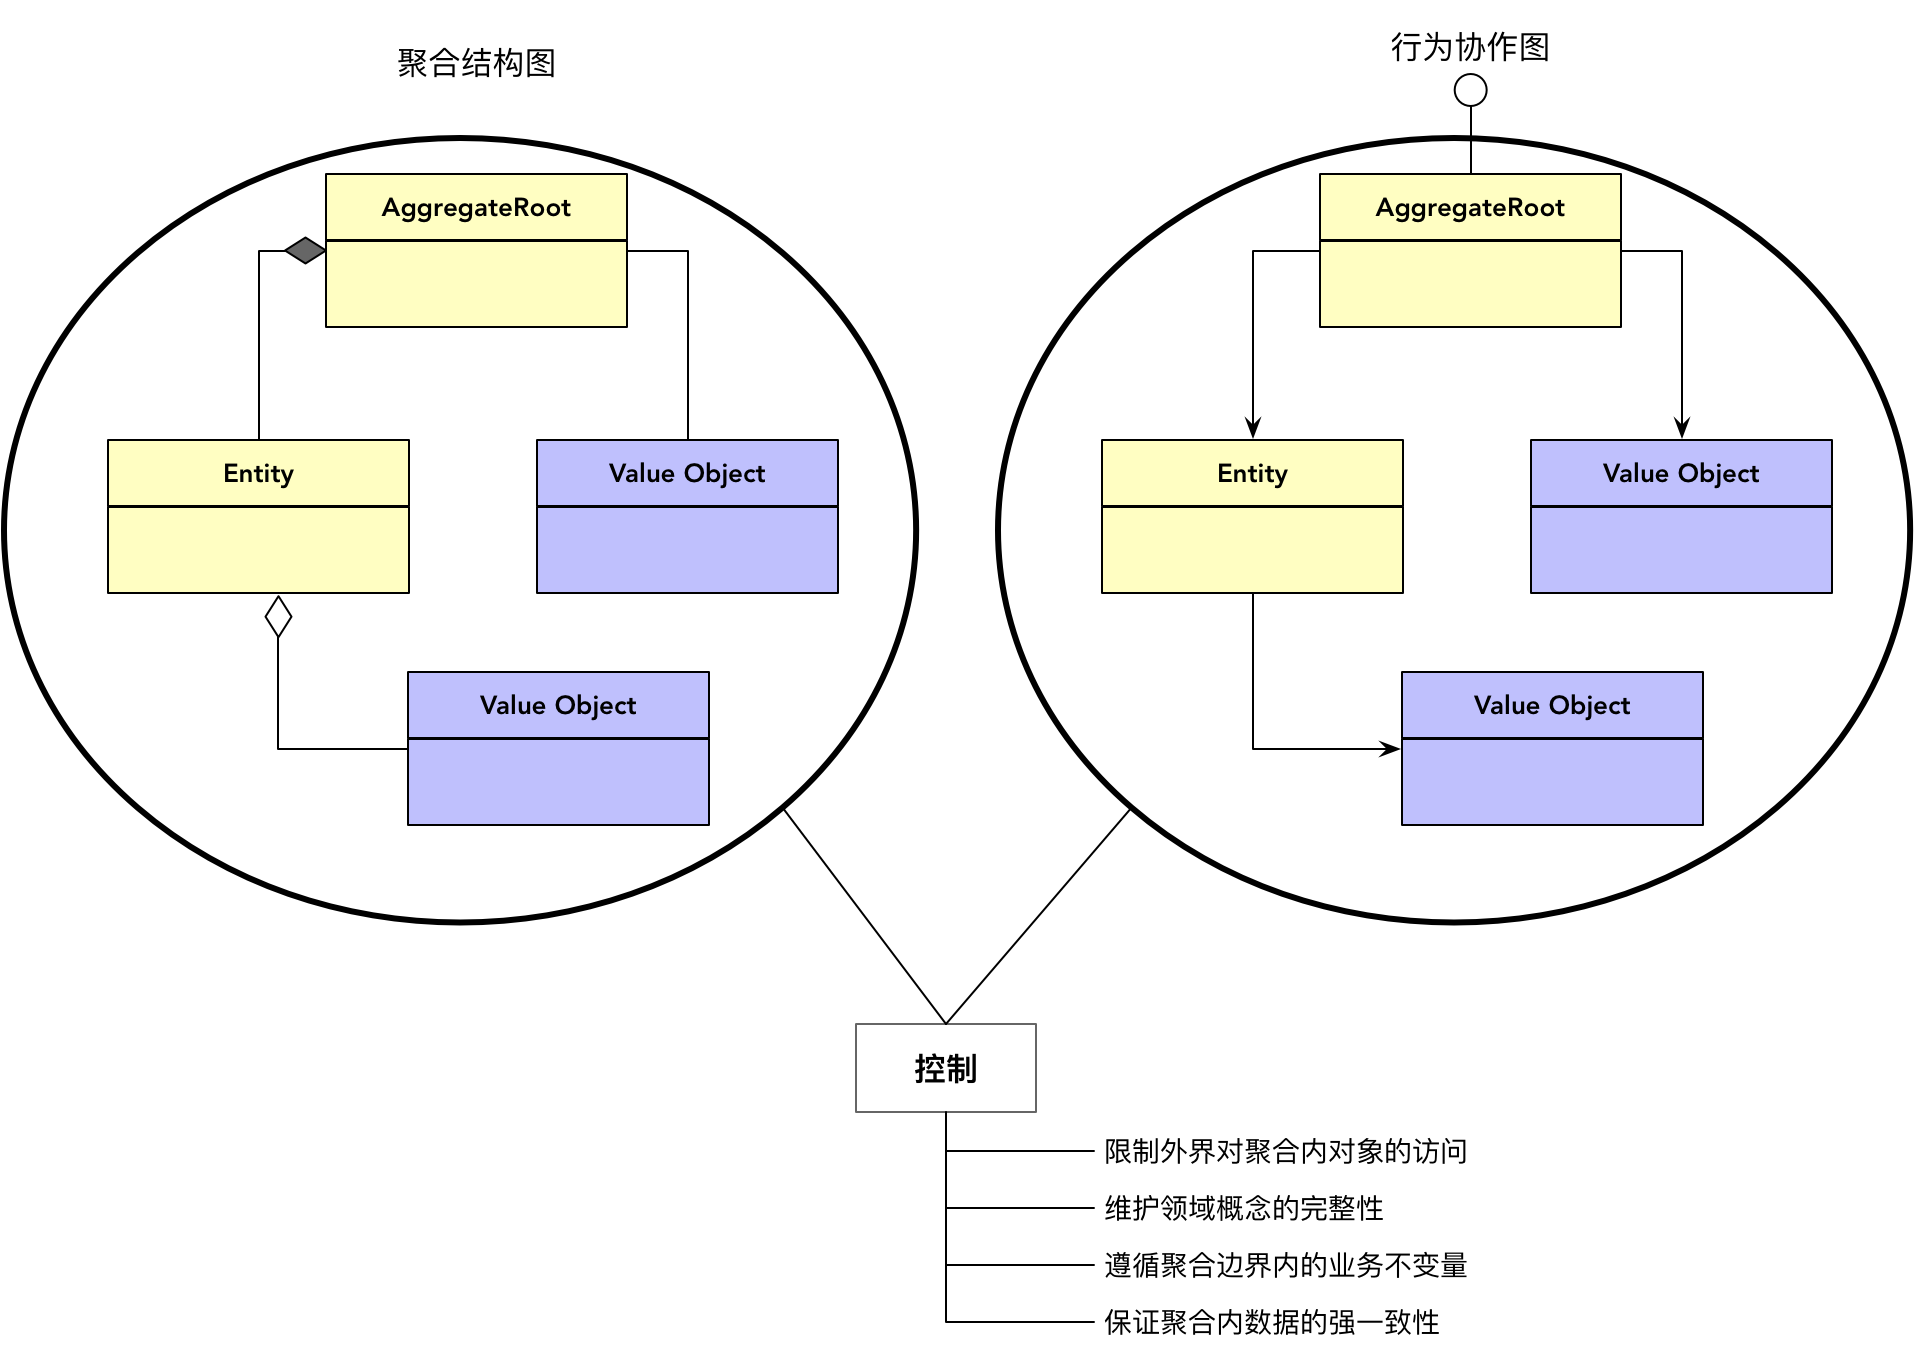 聚合结构图
AggregateRoot
Entity
Value Object
Value Object
行为协作图
AggregateRoot
Entity
Value Object
Value Object
控制
限制外界对聚合内对象的访问
维护领域概念的完整性
遵循聚合边界内的业务不变量
保证聚合内数据的强一致性